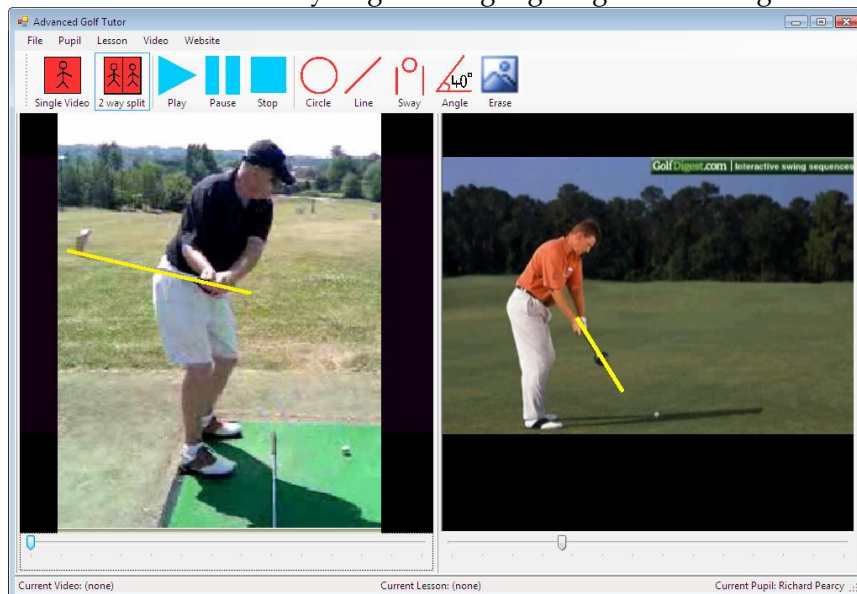 Advanced Golf Tutor
File Pupil Lesson Video Website
40°
Single Video 2 way split Play Pause Stop Circle Line Sway Angle Erase
GolfDigest.com | Interactive swing sequences
Current Video: (none) Current Lesson: (none) Current Pupil: Richard Pearcy